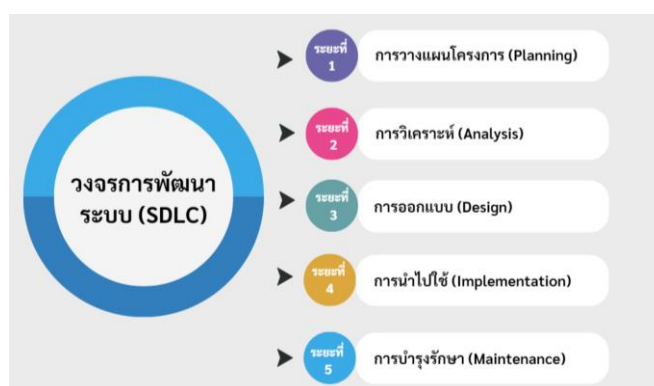 วงจรการพัฒนา
ระบบ (SDLC)
ระยะที่
1
การวางแผนโครงการ (Planning)
ระยะที่
2
การวิเคราะห์ (Analysis)
ระยะที่
3
การออกแบบ (Design)
ระยะที่
4
การนำไปใช้ (Implementation)
ระยะที่
5
การบำรุงรักษา (Maintenance)